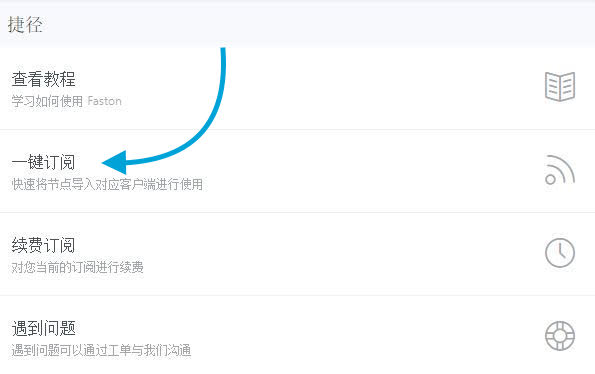 捷径
查看教程
学习如何使用 Faston
一键订阅
快速将节点导入对应客户端进行使用
续费订阅
对您当前的订阅进行续费
遇到问题
遇到问题可以通过工单与我们沟通